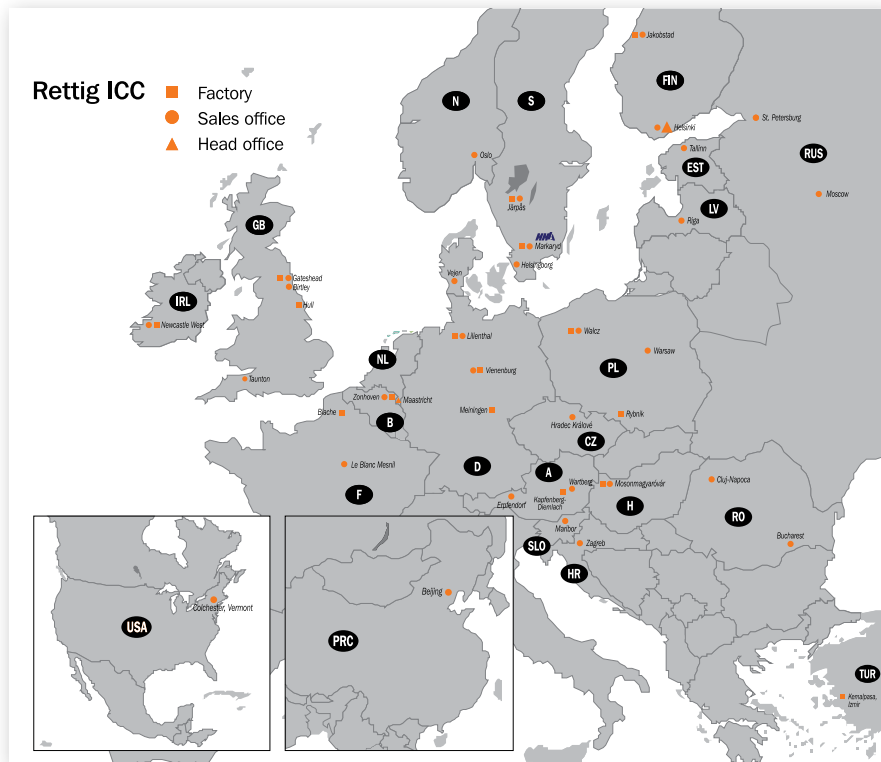 Rettig ICC
Factory
Sales office
Head office
Jakobstad
FIN
N
S
Helsinki
St. Petersburg
Oslo
Tallinn
EST
RUS
Moscow
Järpås
LV
Riga
GB
HNA
Markaryd
Helsingborg
Vejen
Gateshead
Birtley
IRL
Hull
Newcastle West
Lilienthal
Walcz
Warsaw
NL
PL
Vienenburg
Taunton
Zonhoven
Maastricht
Blache
B
Meiningen
Rybnik
Hradec Králové
CZ
Le Blanc Mesnil
D
A
F
Wartberg
Kapfenberg-
Diemlach
Mosonmagyaróvár
Cluj-Napoca
Erpfendorf
H
RO
Maribor
SLO
Zagreb
Bucharest
HR
Colchester, Vermont
USA
Beijing
PRC
TUR
Kemalpasa,
Izmir